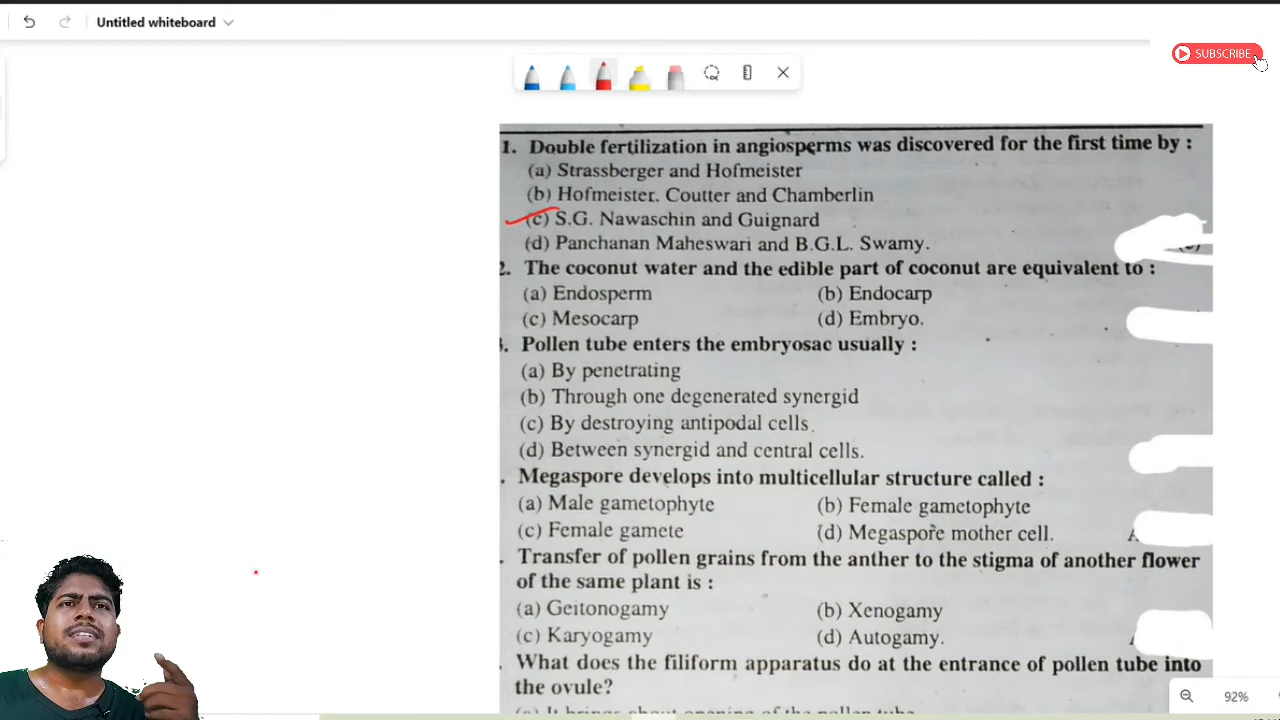 Untitled whiteboard
SUBSCRIBE
1. Double fertilization in angiosperms was discovered for the first time by :
(a) Strassberger and Hofmeister
(b) Hofmeister. Coutter and Chamberlin
(c) S.G. Nawaschin and Guignard
(d) Panchanan Maheswari and B.G.L. Swamy.
2. The coconut water and the edible part of coconut are equivalent to :
(a) Endosperm (b) Endocarp
(c) Mesocarp (d) Embryo.
. Pollen tube enters the embryosac usually :
(a) By penetrating
(b) Through one degenerated synergid
(c) By destroying antipodal cells.
(d) Between synergid and central cells.
. Megaspore develops into multicellular structure called :
(a) Male gametophyte (b) Female gametophyte
(c) Female gamete (d) Megaspore mother cell.
. Transfer of pollen grains from the anther to the stigma of another flower
of the same plant is :
(a) Geitonogamy (b) Xenogamy
(c) Karyogamy (d) Autogamy.
. What does the filiform apparatus do at the entrance of pollen tube into
the ovule?
92%